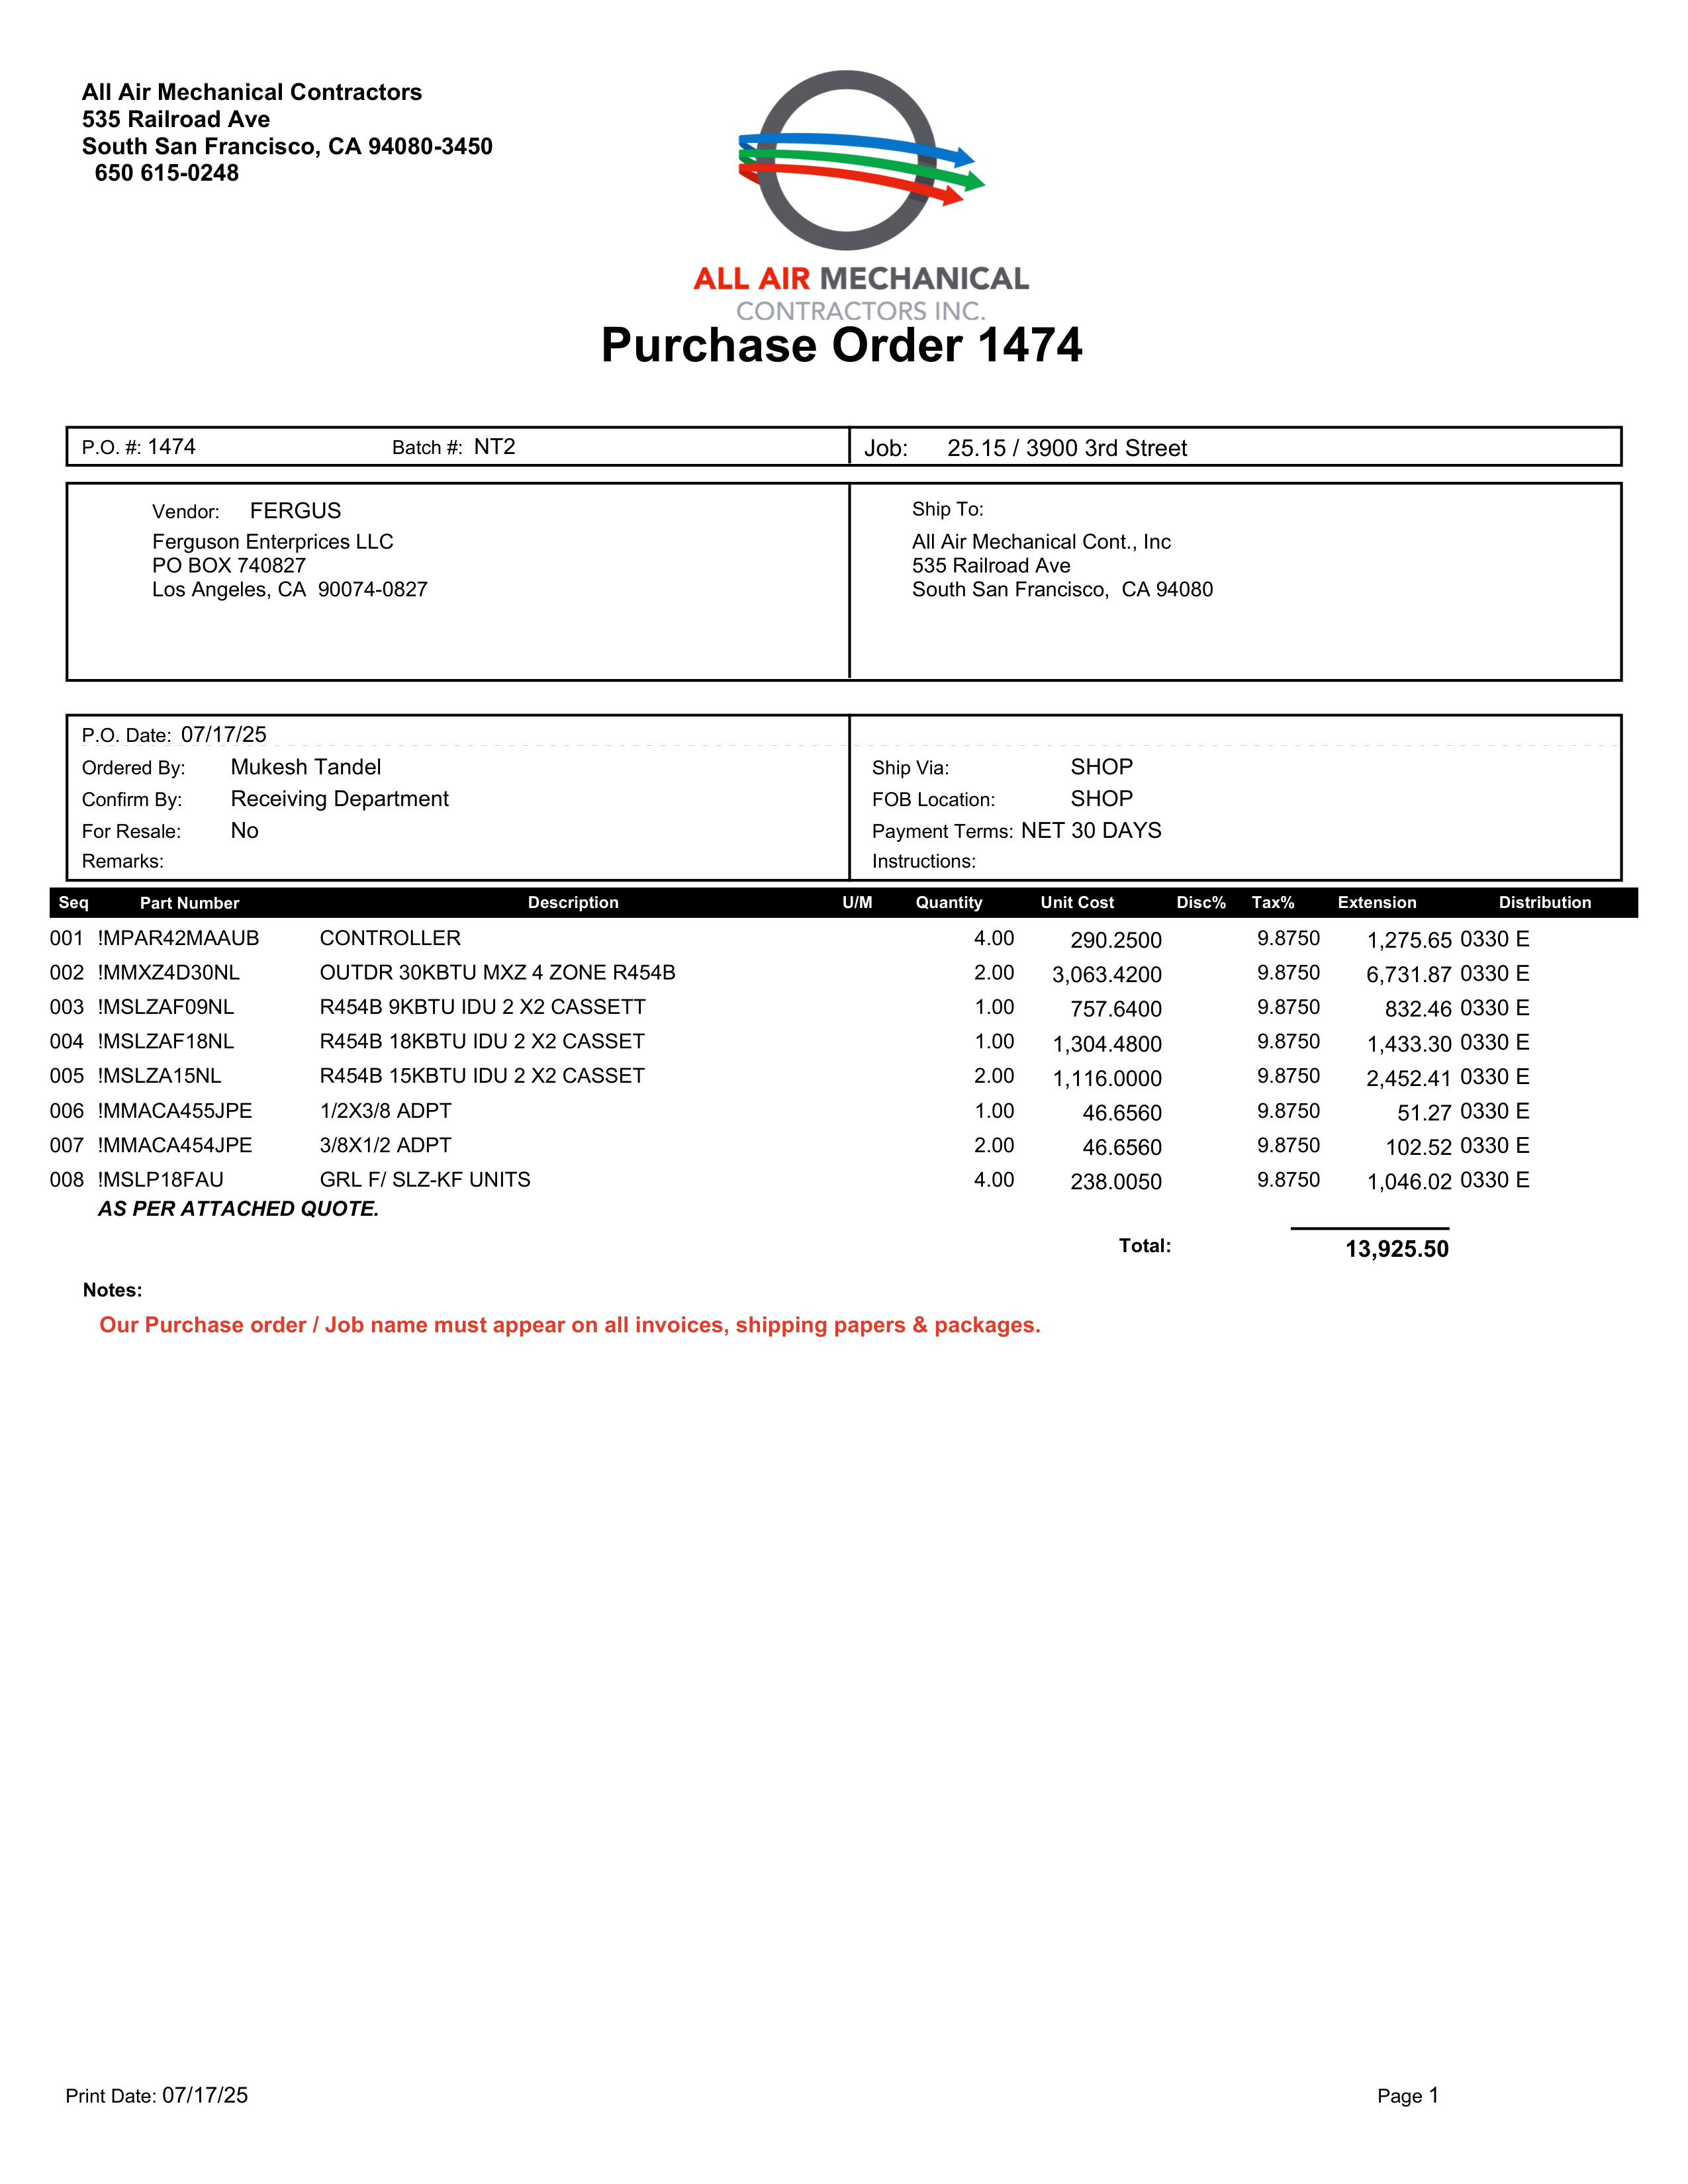 All Air Mechanical Contractors
535 Railroad Ave
South San Francisco, CA 94080-3450
650 615-0248
ALL AIR MECHANICAL
CONTRACTORS INC.
Purchase Order 1474
P.O. #: 1474 Batch #: NT2 Job: 25.15 / 3900 3rd Street
Vendor: FERGUS
Ferguson Enterprices LLC
PO BOX 740827
Los Angeles, CA 90074-0827
Ship To:
All Air Mechanical Cont., Inc
535 Railroad Ave
South San Francisco, CA 94080
P.O. Date: 07/17/25
Ordered By: Mukesh Tandel
Confirm By: Receiving Department
For Resale: No
Remarks:
Ship Via: SHOP
FOB Location: SHOP
Payment Terms: NET 30 DAYS
Instructions:
Seq Part Number Description U/M Quantity Unit Cost Disc% Tax% Extension Distribution
001 !MPAR42MAAUB CONTROLLER 4.00 290.2500 9.8750 1,275.65 0330 E
002 !MMXZ4D30NL OUTDR 30KBTU MXZ 4 ZONE R454B 2.00 3,063.4200 9.8750 6,731.87 0330 E
003 !MSLZAF09NL R454B 9KBTU IDU 2 X2 CASSETT 1.00 757.6400 9.8750 832.46 0330 E
004 !MSLZAF18NL R454B 18KBTU IDU 2 X2 CASSET 1.00 1,304.4800 9.8750 1,433.30 0330 E
005 !MSLZA15NL R454B 15KBTU IDU 2 X2 CASSET 2.00 1,116.0000 9.8750 2,452.41 0330 E
006 !MMACA455JPE 1/2X3/8 ADPT 1.00 46.6560 9.8750 51.27 0330 E
007 !MMACA454JPE 3/8X1/2 ADPT 2.00 46.6560 9.8750 102.52 0330 E
008 !MSLP18FAU GRL F/ SLZ-KF UNITS 4.00 238.0050 9.8750 1,046.02 0330 E
AS PER ATTACHED QUOTE.
Total: 13,925.50
Notes:
Our Purchase order / Job name must appear on all invoices, shipping papers & packages.
Print Date: 07/17/25 Page 1